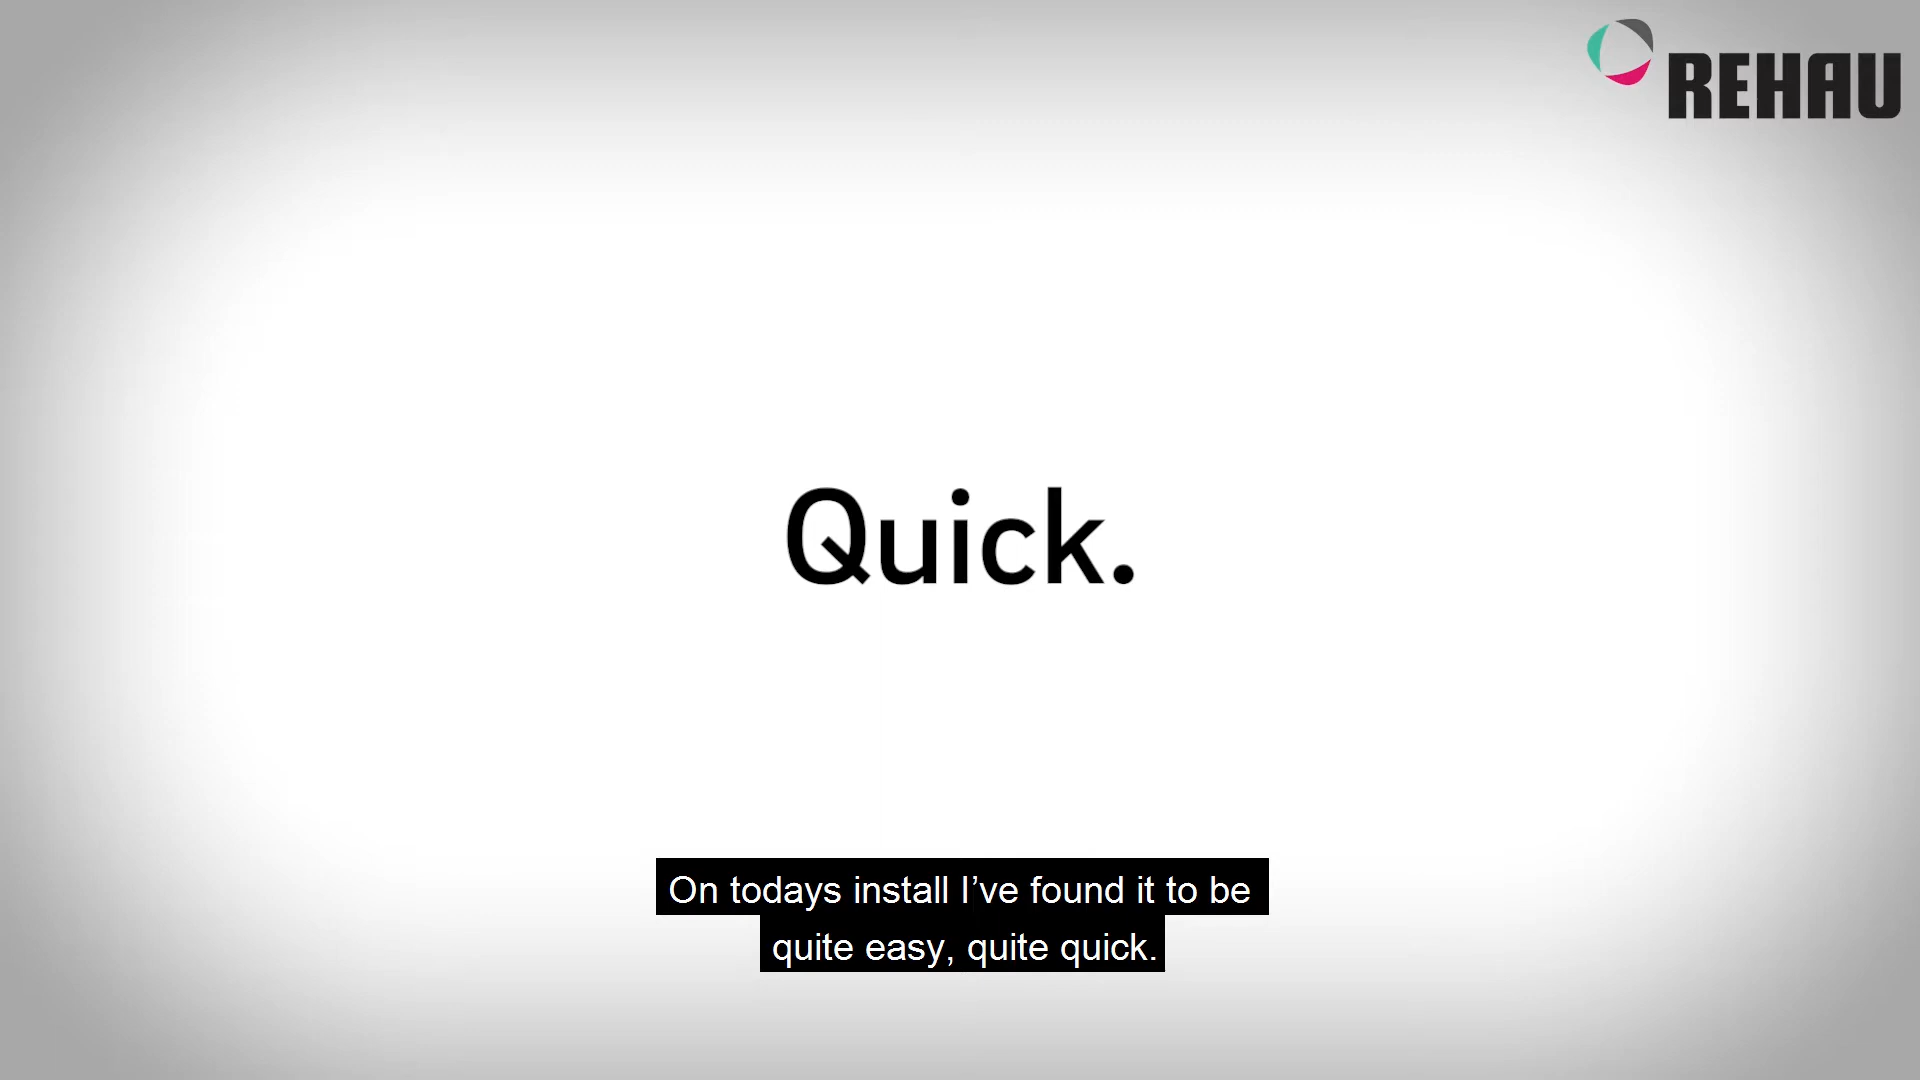 REHAU
Quick.
On todays install I’ve found it to be
quite easy, quite quick.